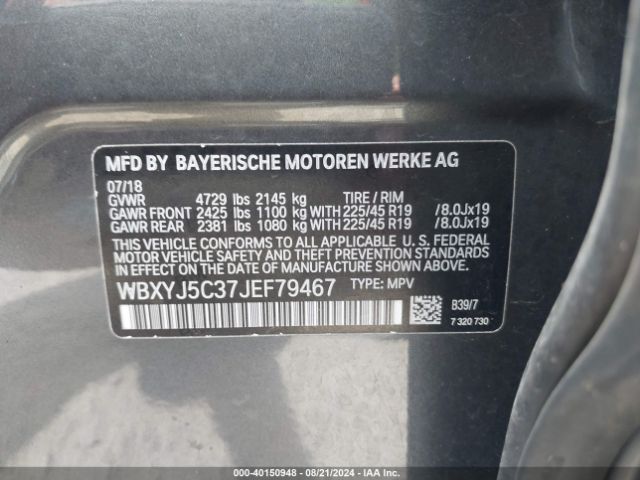 MFD BY BAYERISCHE MOTOREN WERKE AG
07/18
GVWR 4729 lbs 2145 kg TIRE / RIM
GAWR FRONT 2425 lbs 1100 kg WITH 225/45 R19 /8.0Jx19
GAWR REAR 2381 lbs 1080 kg WITH 225/45 R19 /8.0Jx19
THIS VEHICLE CONFORMS TO ALL APPLICABLE U. S. FEDERAL
MOTOR VEHICLE SAFETY, BUMPER, AND THEFT PREVENTION
STANDARDS IN EFFECT ON THE DATE OF MANUFACTURE SHOWN ABOVE.
WBXYJ5C37JEF79467 TYPE: MPV
B39/7
7 320 730
000-40150948 - 08/21/2024 - IAA Inc.